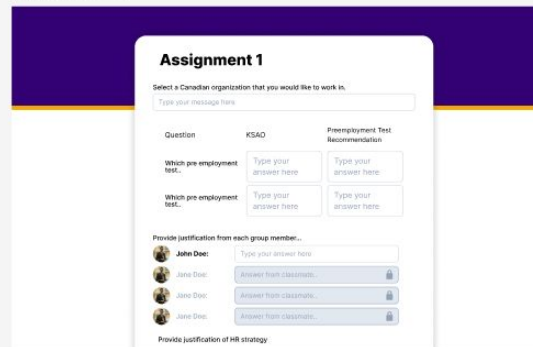 Assignment 1
Select a Canadian organization that you would like to work in.
Type your message here
Question
KSAO
Preemployment Test
Recommendation
Which pre employment
test..
Type your
answer here
Type your
answer here
Which pre employment
test..
Type your
answer here
Type your
answer here
Provide justification from each group member...
John Doe:
Type your answer here
Jane Doe:
Answer from classmate..
Jane Doe:
Answer from classmate..
Jane Doe:
Answer from classmate..
Provide justification of HR strategy